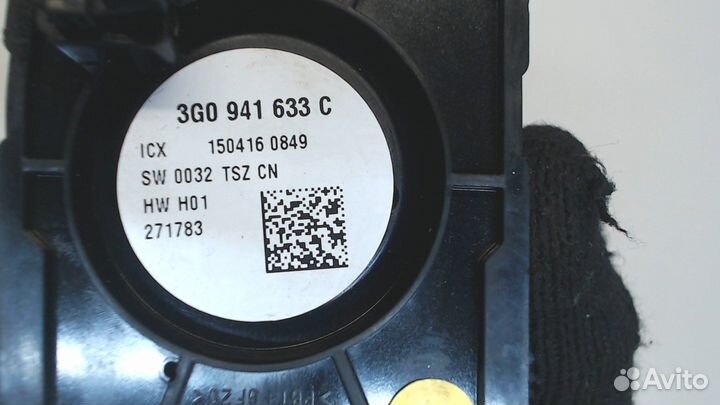 3G0 941 633 C
ICX 150416 0849
SW 0032 TSZ CN
HW H01
271783
Avito